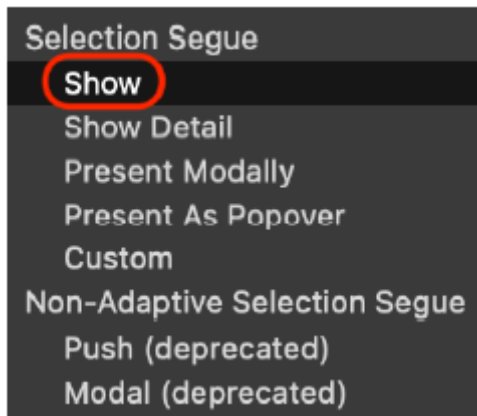 Selection Segue
Show
Show Detail
Present Modally
Present As Popover
Custom
Non-Adaptive Selection Segue
Push (deprecated)
Modal (deprecated)